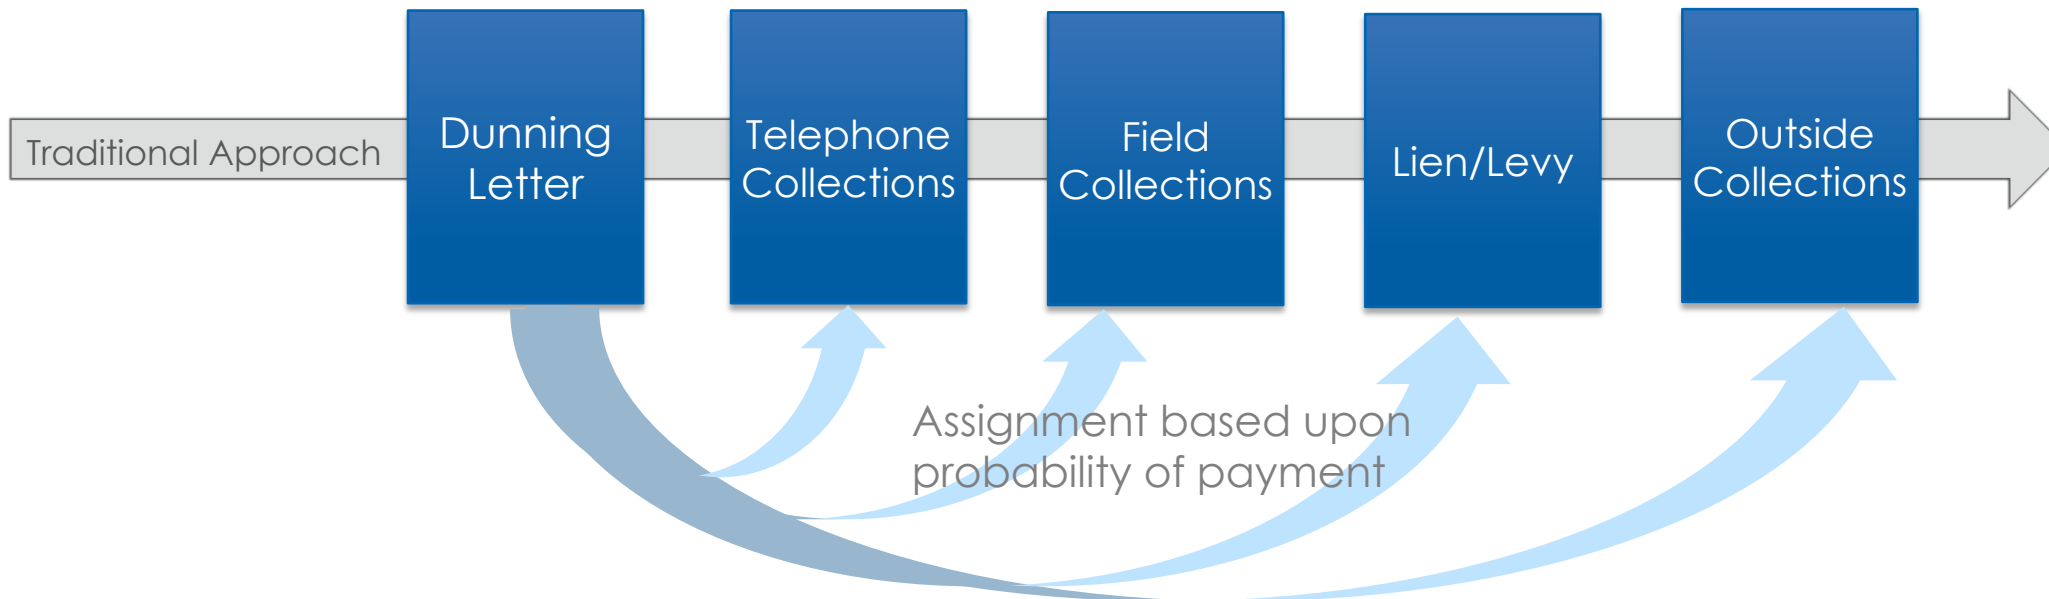 Traditional Approach
Dunning
Letter
Telephone
Collections
Field
Collections
Lien/Levy
Outside
Collections
Assignment based upon
probability of payment